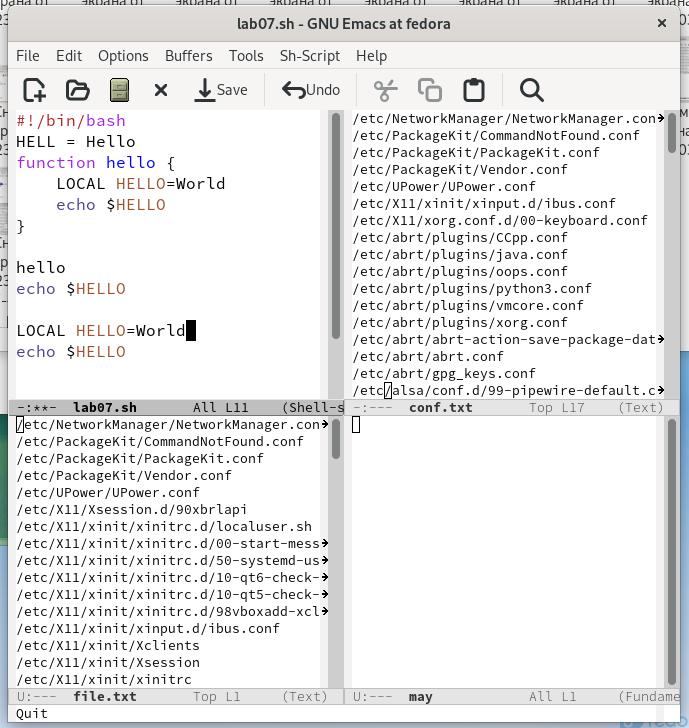 lab07.sh - GNU Emacs at fedora
File Edit Options Buffers Tools Sh-Script Help
Save Undo
#!/bin/bash
HELL = Hello
function hello {
    LOCAL HELLO=World
    echo $HELLO
}
hello
echo $HELLO
LOCAL HELLO=World
echo $HELLO
-:**- lab07.sh All L11 (Shell-s
/etc/NetworkManager/NetworkManager.con
/etc/PackageKit/CommandNotFound.conf
/etc/PackageKit/PackageKit.conf
/etc/PackageKit/Vendor.conf
/etc/UPower/UPower.conf
/etc/X11/xinit/xinput.d/ibus.conf
/etc/X11/xorg.conf.d/00-keyboard.conf
/etc/abrt/plugins/CCpp.conf
/etc/abrt/plugins/java.conf
/etc/abrt/plugins/oops.conf
/etc/abrt/plugins/python3.conf
/etc/abrt/plugins/vmcore.conf
/etc/abrt/plugins/xorg.conf
/etc/abrt/abrt-action-save-package-dat
/etc/abrt/abrt.conf
/etc/abrt/gpg_keys.conf
/etc/alsa/conf.d/99-pipewire-default.c
-:--- conf.txt Top L17 (Text)
/etc/NetworkManager/NetworkManager.con
/etc/PackageKit/CommandNotFound.conf
/etc/PackageKit/PackageKit.conf
/etc/PackageKit/Vendor.conf
/etc/UPower/UPower.conf
/etc/X11/Xsession.d/90xbrlapi
/etc/X11/xinit/xinitrc.d/localuser.sh
/etc/X11/xinit/xinitrc.d/00-start-mess
/etc/X11/xinit/xinitrc.d/50-systemd-us
/etc/X11/xinit/xinitrc.d/10-qt6-check-
/etc/X11/xinit/xinitrc.d/10-qt5-check-
/etc/X11/xinit/xinitrc.d/98vboxadd-xcl
/etc/X11/xinit/xinput.d/ibus.conf
/etc/X11/xinit/Xclients
/etc/X11/xinit/Xsession
/etc/X11/xinit/xinitrc
U:--- file.txt Top L1 (Text)
U:--- may All L1 (Fundame
Quit